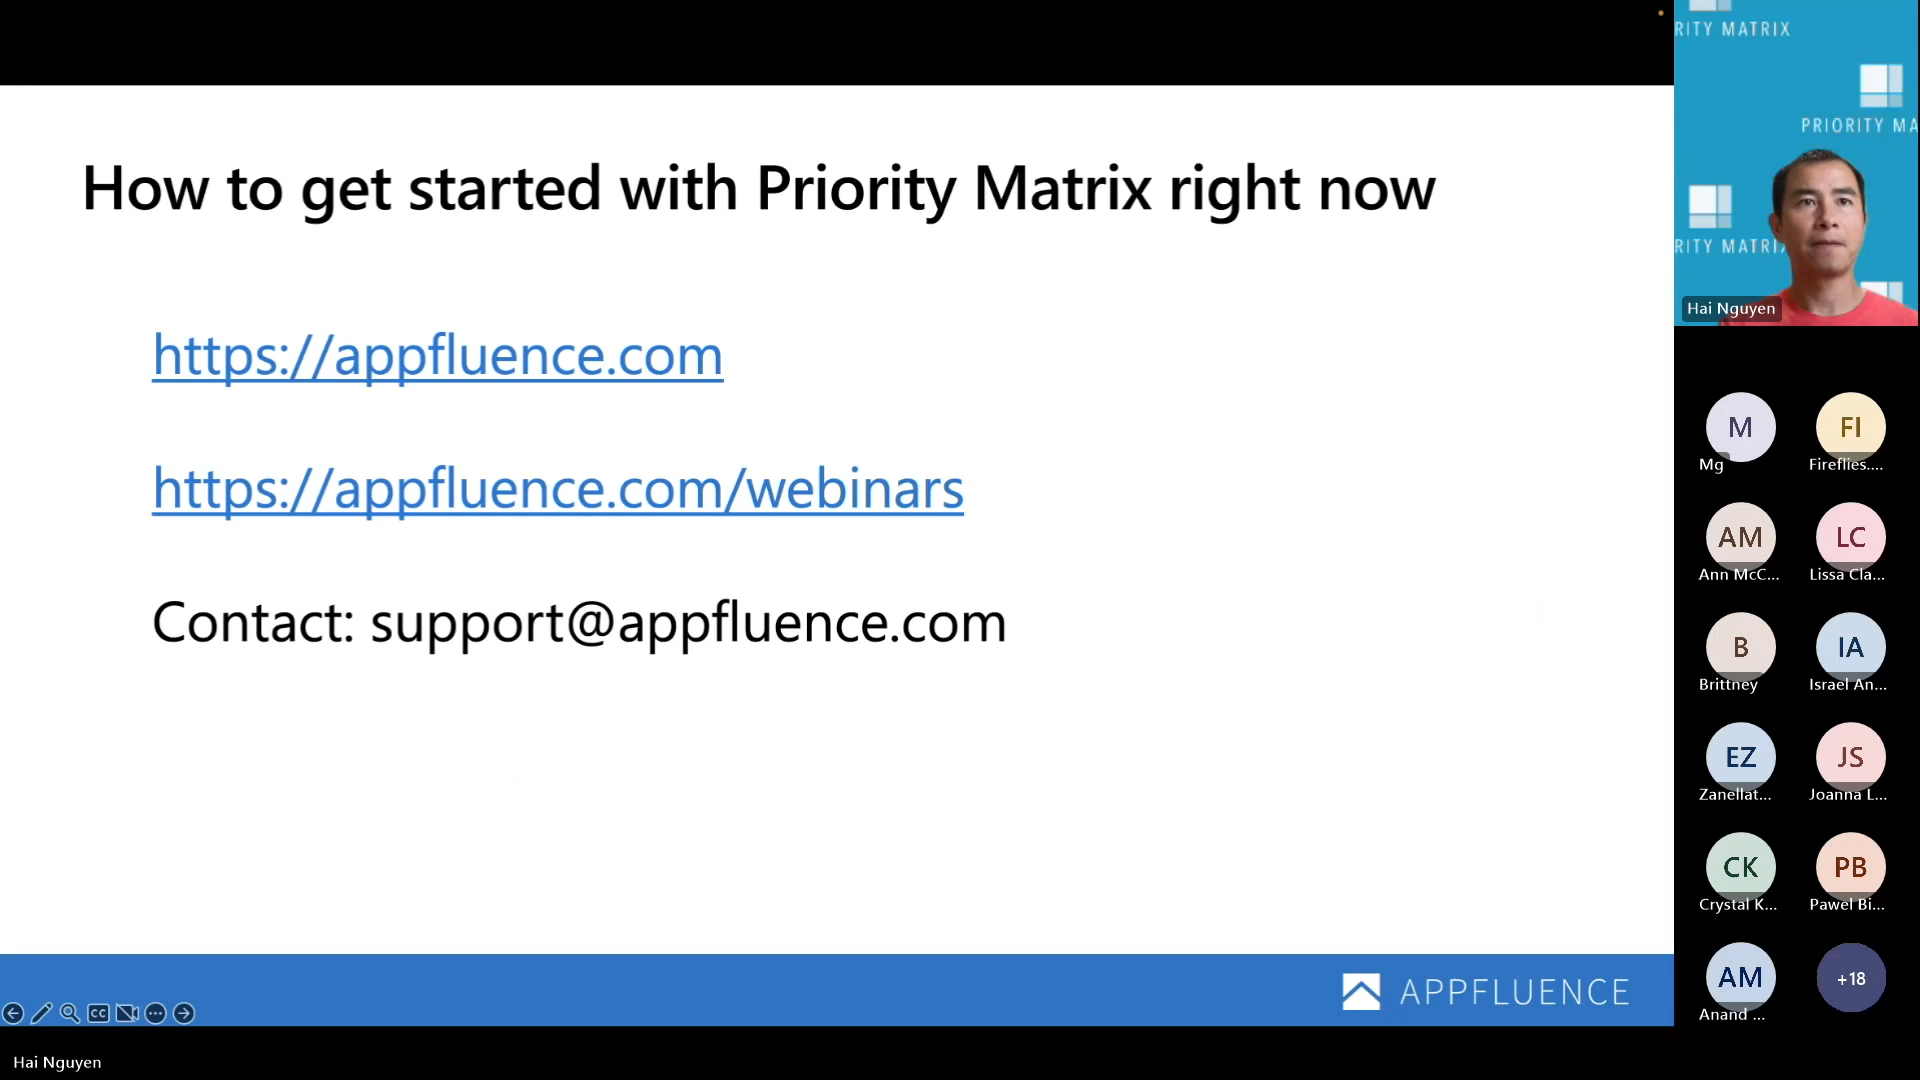 How to get started with Priority Matrix right now
https://appfluence.com
https://appfluence.com/webinars
Contact: support@appfluence.com
APPFLUENCE
CC
Hai Nguyen
RITY MATRIX
PRIORITY MA
RITY MATRIX
Hai Nguyen
M
Mg
FI
Fireflies....
AM
Ann McC...
LC
Lissa Cla...
B
Brittney
IA
Israel An...
EZ
Zanellat...
JS
Joanna L...
CK
Crystal K...
PB
Pawel Bi...
AM
Anand ...
+18